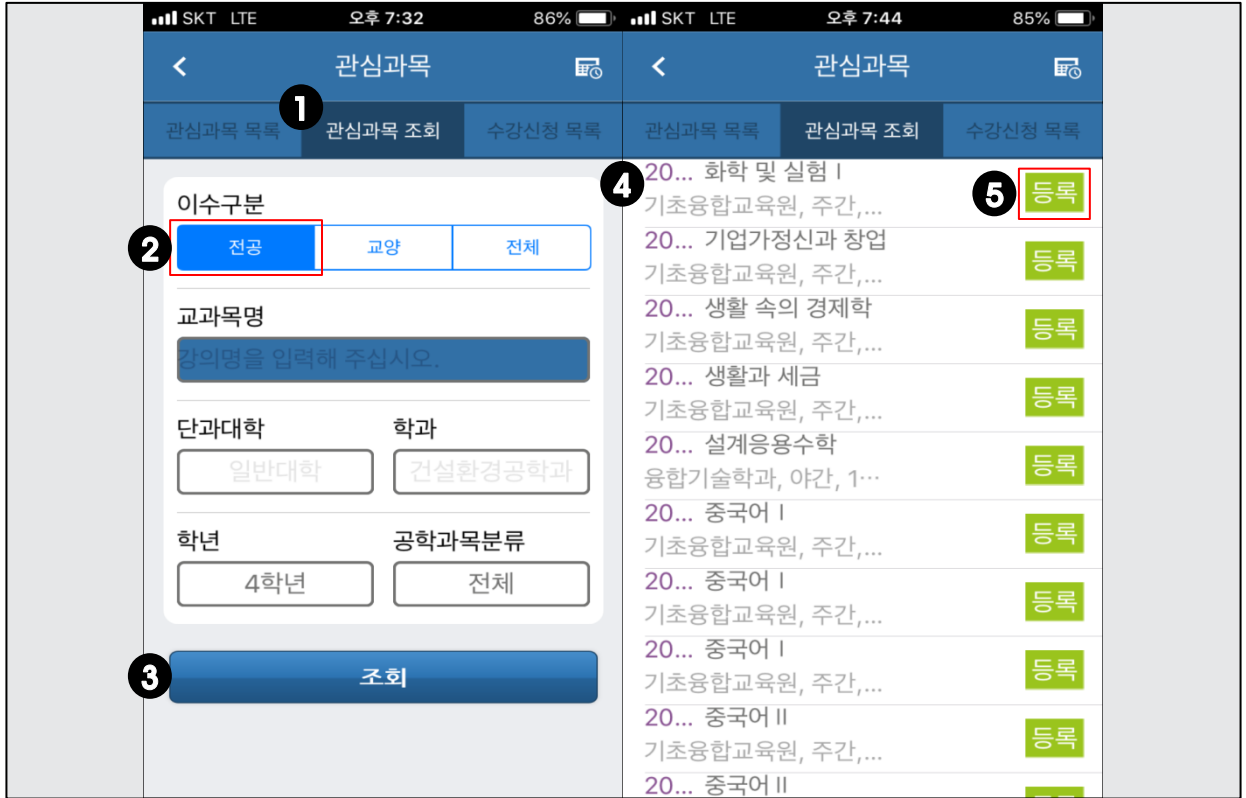 SKT LTE 오후 7:32 86%
관심과목
1
관심과목 목록 관심과목 조회 수강신청 목록
이수구분
2 전공 교양 전체
교과목명
강의명을 입력해 주십시오.
단과대학 학과
일반대학 건설환경공학과
학년 공학과목분류
4학년 전체
3 조회
SKT LTE 오후 7:44 85%
관심과목
관심과목 목록 관심과목 조회 수강신청 목록
4 20... 화학 및 실험 I
기초융합교육원, 주간,...
5 등록
20... 기업가정신과 창업
기초융합교육원, 주간,...
등록
20... 생활 속의 경제학
기초융합교육원, 주간,...
등록
20... 생활과 세금
기초융합교육원, 주간,...
등록
20... 설계응용수학
융합기술학과, 야간, 1…
등록
20... 중국어 I
기초융합교육원, 주간,...
등록
20... 중국어 I
기초융합교육원, 주간,...
등록
20... 중국어 I
기초융합교육원, 주간,...
등록
20... 중국어 II
기초융합교육원, 주간,...
등록
20... 중국어 II